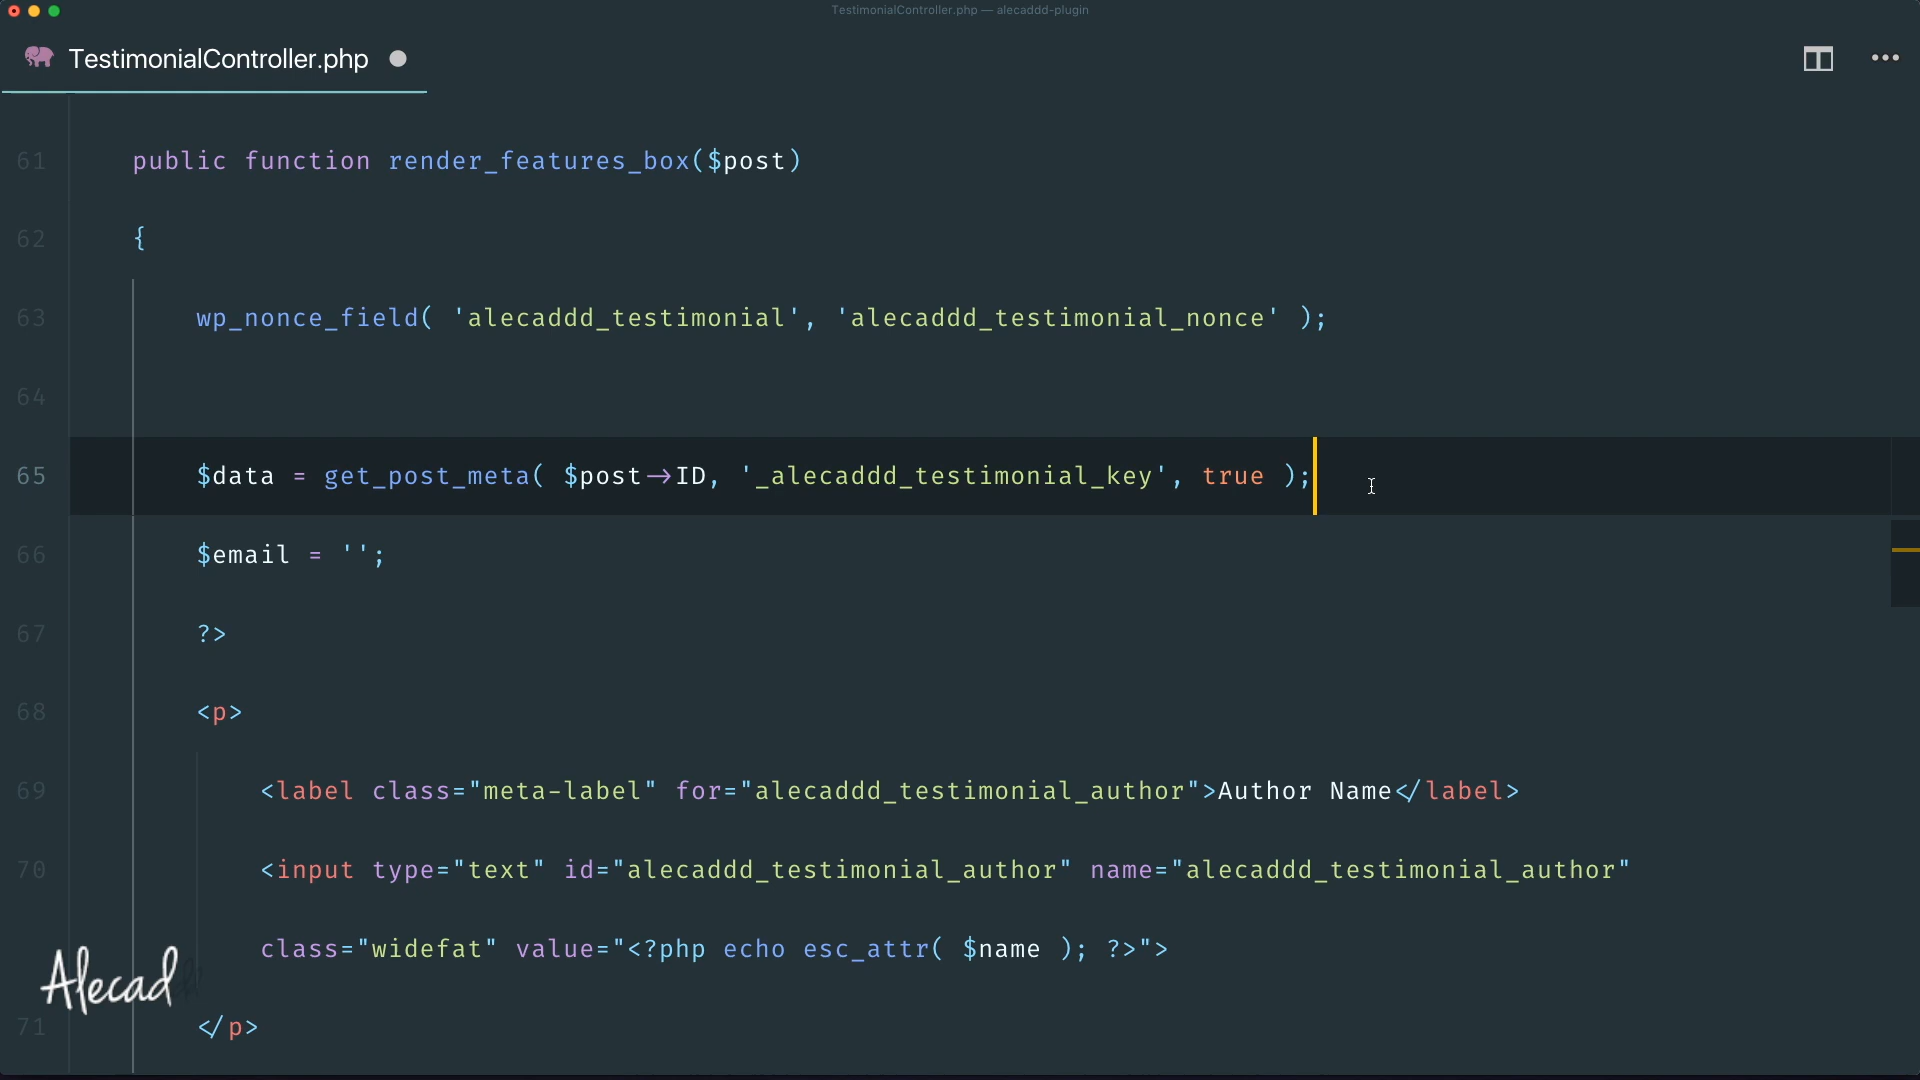 TestimonialController.php — alecaddd-plugin
TestimonialController.php
61 public function render_features_box($post)
62 {
63 wp_nonce_field( 'alecaddd_testimonial', 'alecaddd_testimonial_nonce' );
64
65 $data = get_post_meta( $post->ID, '_alecaddd_testimonial_key', true );
66 $email = '';
67 ?>
68 <p>
69 <label class="meta-label" for="alecaddd_testimonial_author">Author Name</label>
70 <input type="text" id="alecaddd_testimonial_author" name="alecaddd_testimonial_author"
class="widefat" value="<?php echo esc_attr( $name ); ?>">
Alecad
71 </p>